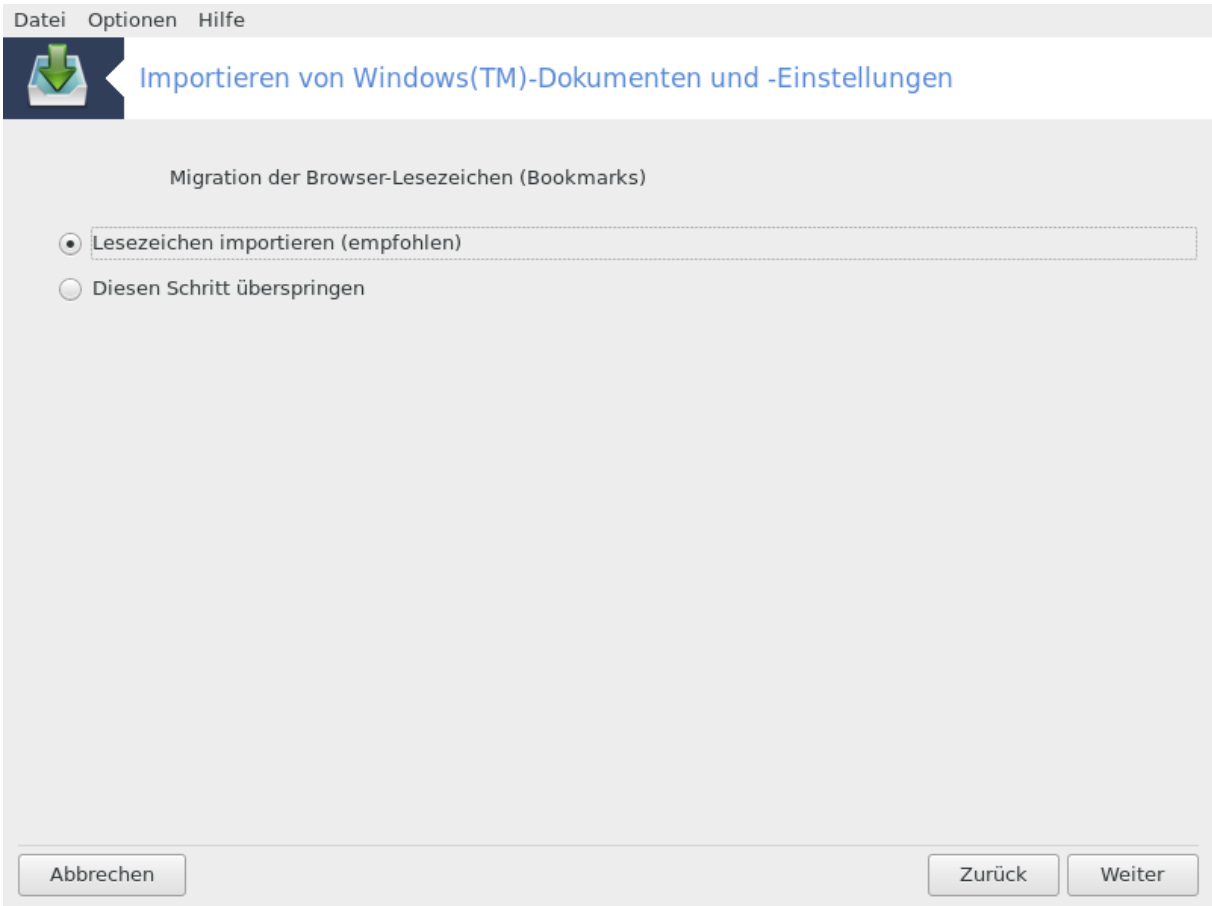 Datei Optionen Hilfe
Importieren von Windows(TM)-Dokumenten und -Einstellungen
Migration der Browser-Lesezeichen (Bookmarks)
Lesezeichen importieren (empfohlen)
Diesen Schritt überspringen
Abbrechen Zurück Weiter